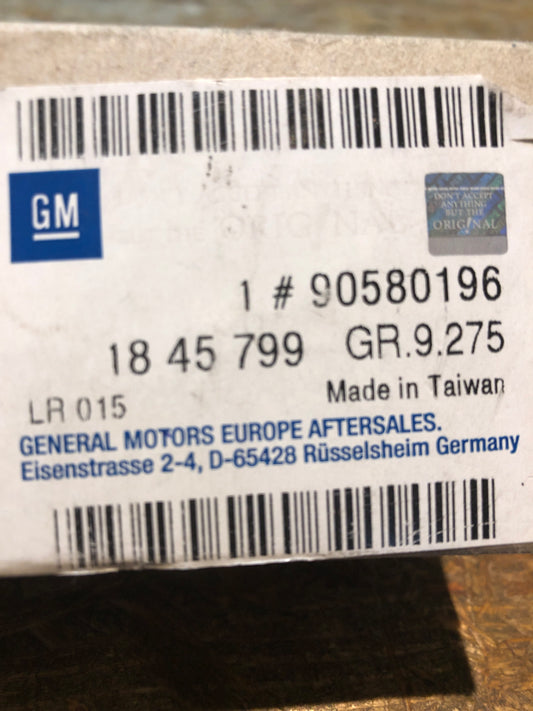 GM
DON'T ACCEPT
ANYTHING
BUT THE
ORIGINAL
1 # 90580196
18 45 799 GR.9.275
LR 015
Made in Taiwan
GENERAL MOTORS EUROPE AFTERSALES.
Eisenstrasse 2-4, D-65428 Rüsselsheim Germany